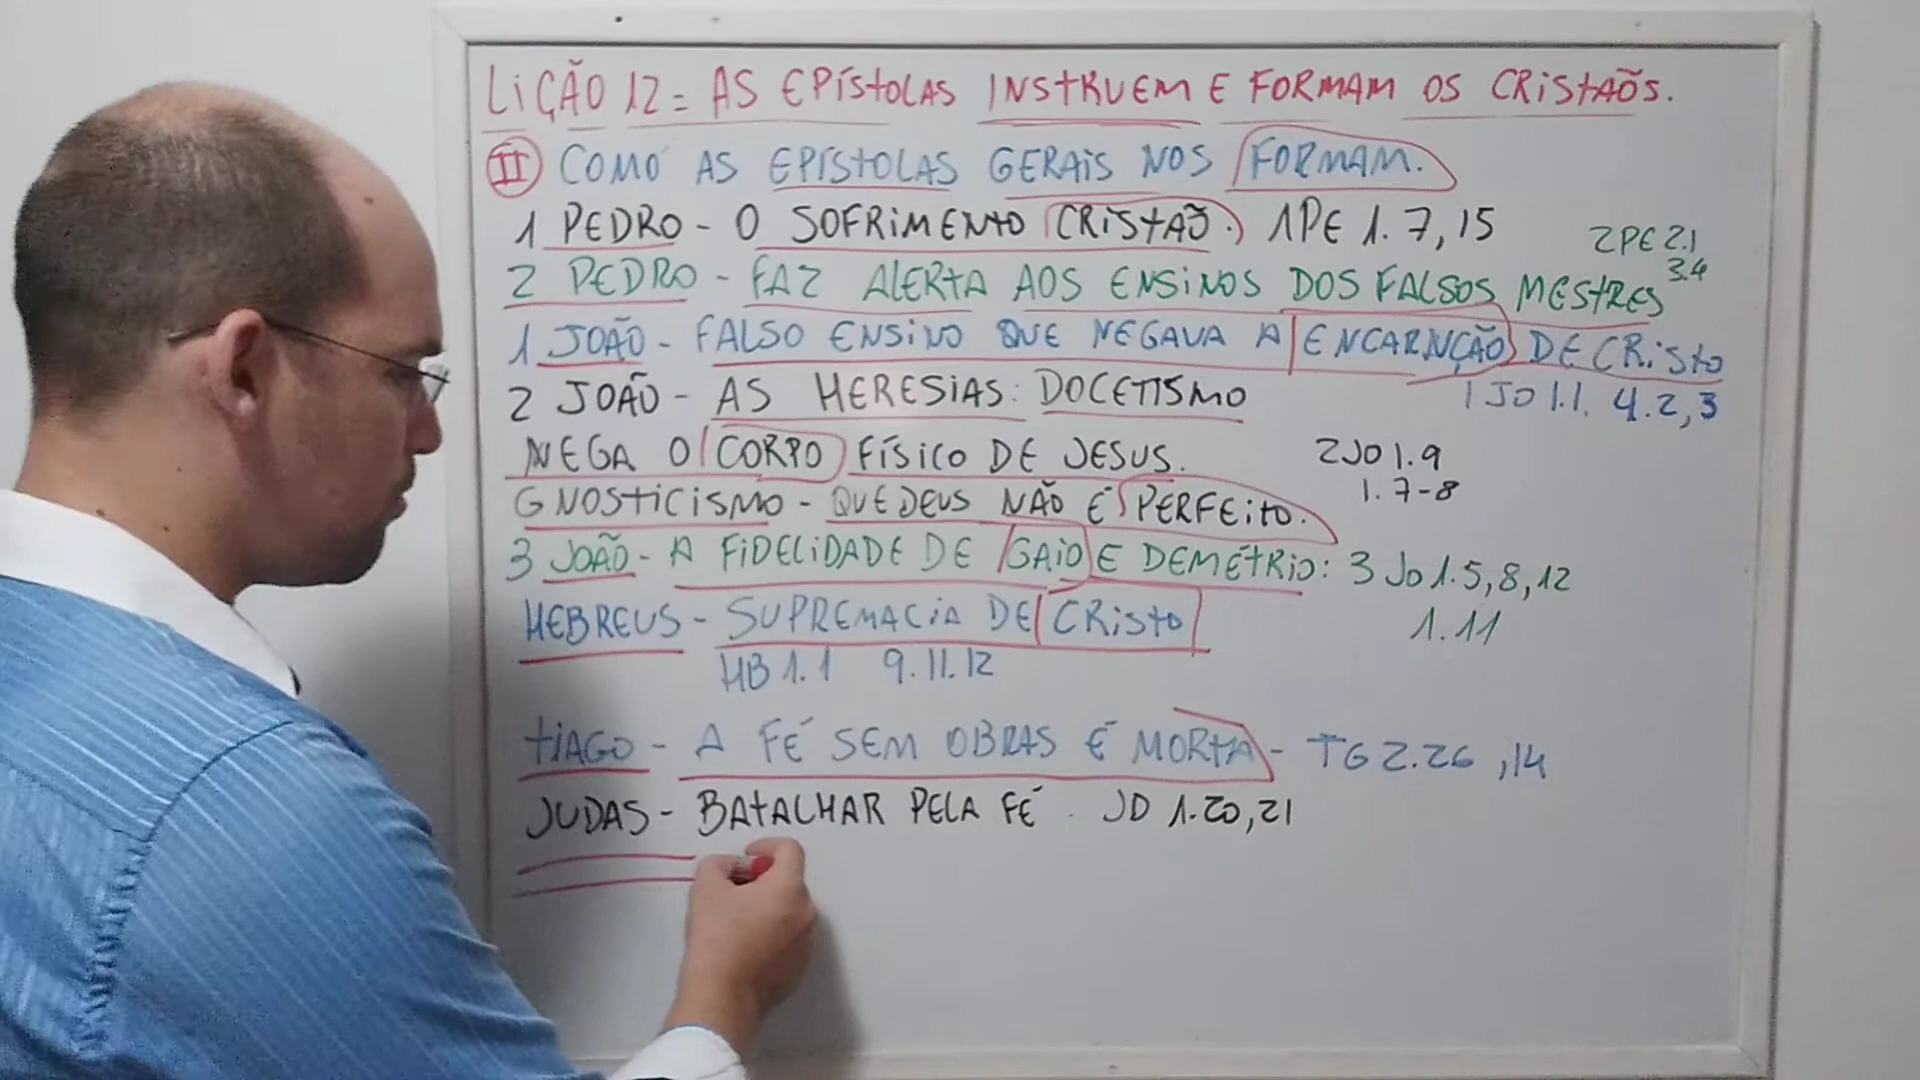 LIÇÃO 12 = AS EPÍSTOLAS INSTRUEM E FORMAM OS CRISTAÕS.
II COMO AS EPÍSTOLAS GERAIS NOS FORMAM.
1 PEDRO - O SOFRIMENTO CRISTAÕ. 1PE 1.7,15
2PE 2.1
3.4
2 PEDRO - FAZ ALERTA AOS ENSINOS DOS FALSOS MESTRES
1 JOÃO - FALSO ENSINO QUE NEGAVA A ENCARNÇÃO DE CRISTO
1 JO 1.1. 4.2,3
2 JOÃO - AS HERESIAS: DOCETISMO
NEGA O CORPO FÍSICO DE JESUS. 2JO 1.9
1.7-8
GNOSTICISMO - QUE DEUS NÃO É PERFEITO.
3 JOÃO - A FIDELIDADE DE GAIO E DEMÉTRIO: 3 JO 1.5,8,12
1.11
HEBREUS - SUPREMACIA DE CRISTO
HB 1.1 9.11.12
TIAGO - A FÉ SEM OBRAS É MORTA - TG 2.26 ,14
JUDAS - BATALHAR PELA FÉ. JD 1.20,21